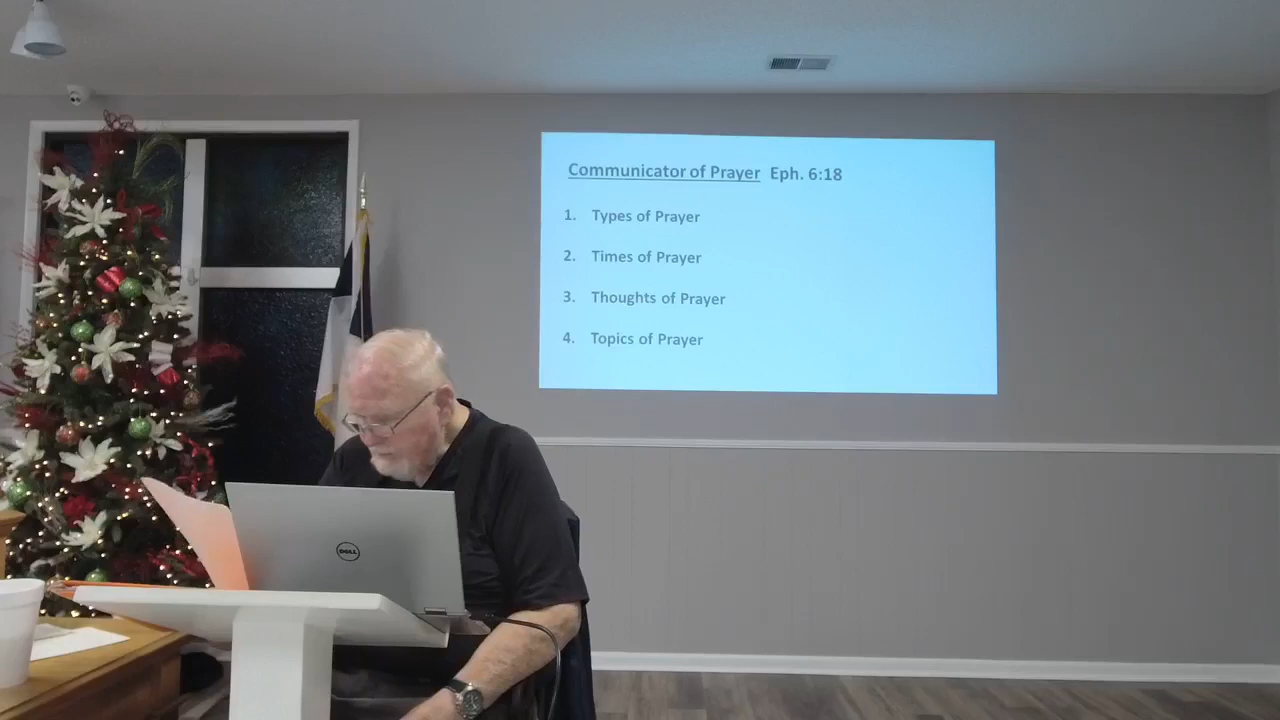 Communicator of Prayer Eph. 6:18
1. Types of Prayer
2. Times of Prayer
3. Thoughts of Prayer
4. Topics of Prayer
DELL